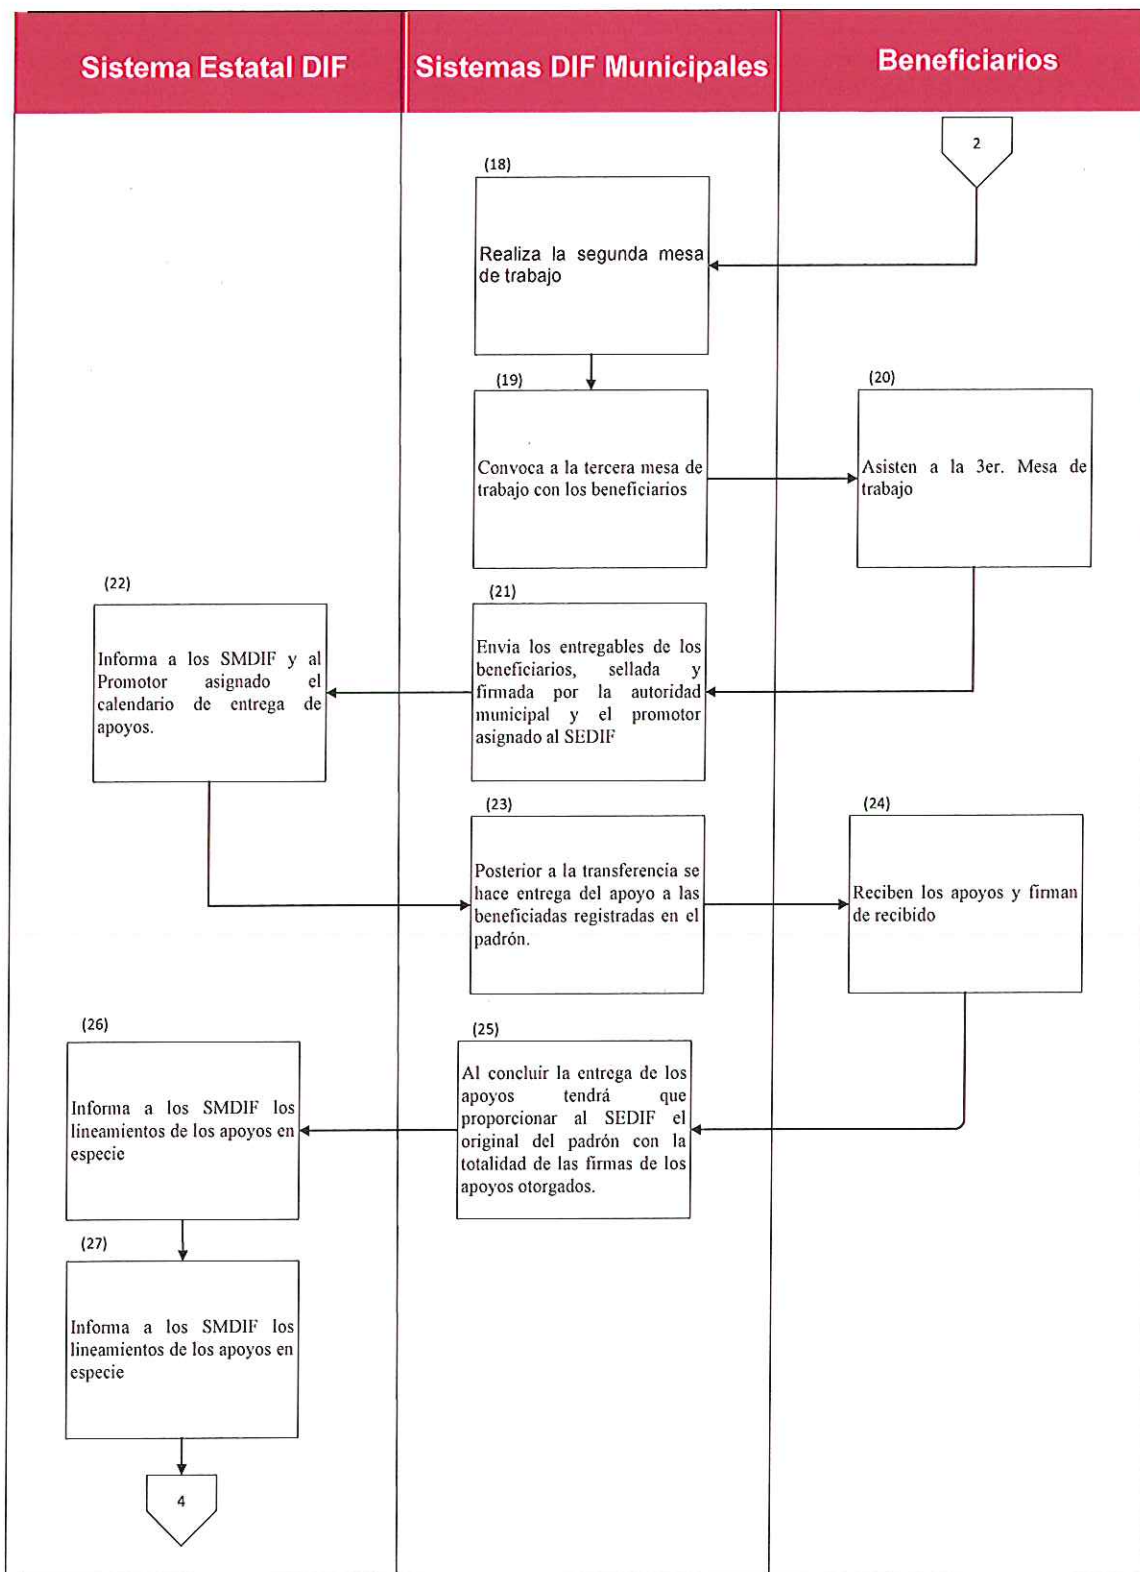 Sistema Estatal DIF
Sistemas DIF Municipales
Beneficiarios
2
(18)
Realiza la segunda mesa
de trabajo
(19)
Convoca a la tercera mesa de
trabajo con los beneficiarios
(20)
Asisten a la 3er. Mesa de
trabajo
(21)
Envia los entregables de los
beneficiarios, sellada y
firmada por la autoridad
municipal y el promotor
asignado al SEDIF
(22)
Informa a los SMDIF y al
Promotor asignado el
calendario de entrega de
apoyos.
(23)
Posterior a la transferencia se
hace entrega del apoyo a las
beneficiadas registradas en el
padrón.
(24)
Reciben los apoyos y firman
de recibido
(25)
Al concluir la entrega de los
apoyos tendrá que
proporcionar al SEDIF el
original del padrón con la
totalidad de las firmas de los
apoyos otorgados.
(26)
Informa a los SMDIF los
lineamientos de los apoyos en
especie
(27)
Informa a los SMDIF los
lineamientos de los apoyos en
especie
4